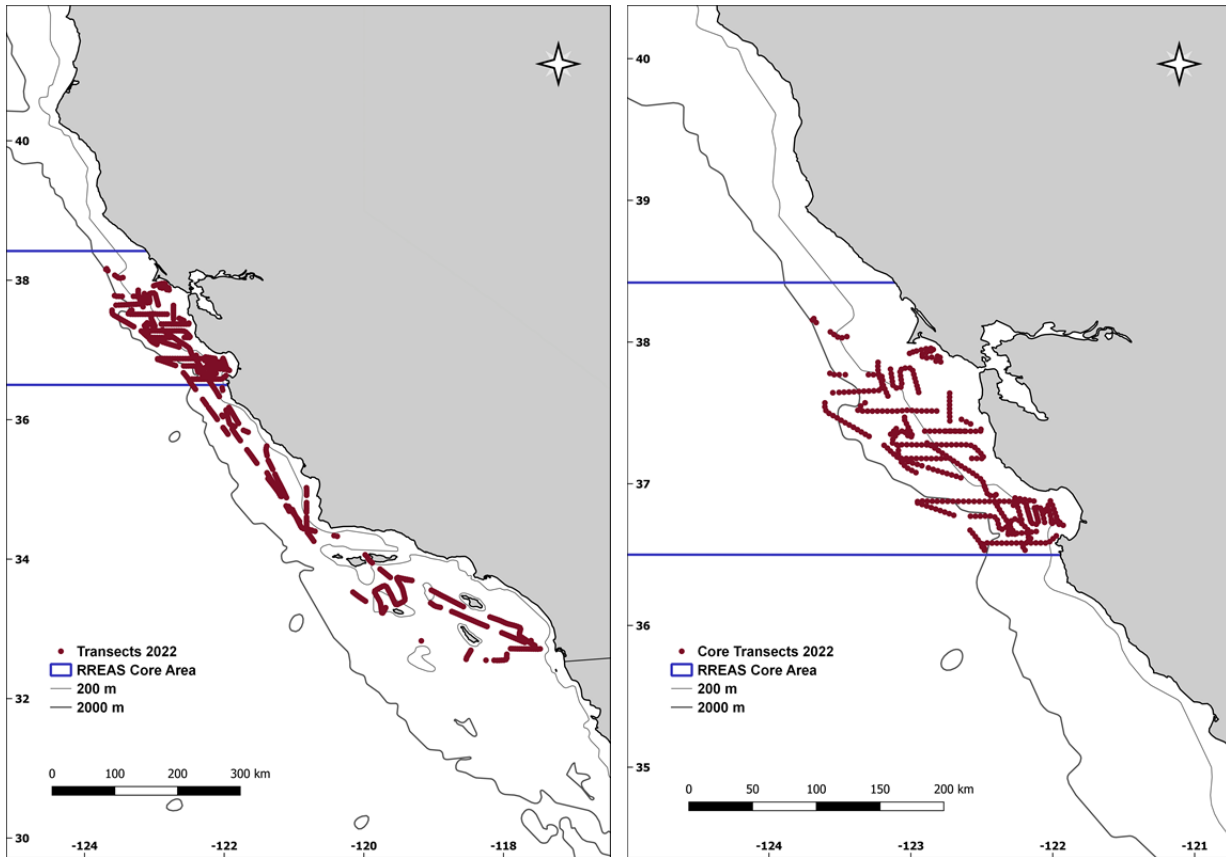 40
38
36
34
32
30
Transects 2022
RREAS Core Area
200 m
2000 m
0 100 200 300 km
-124 -122 -120 -118
40
39
38
37
36
35
Core Transects 2022
RREAS Core Area
200 m
2000 m
0 50 100 150 200 km
-124 -123 -122 -121